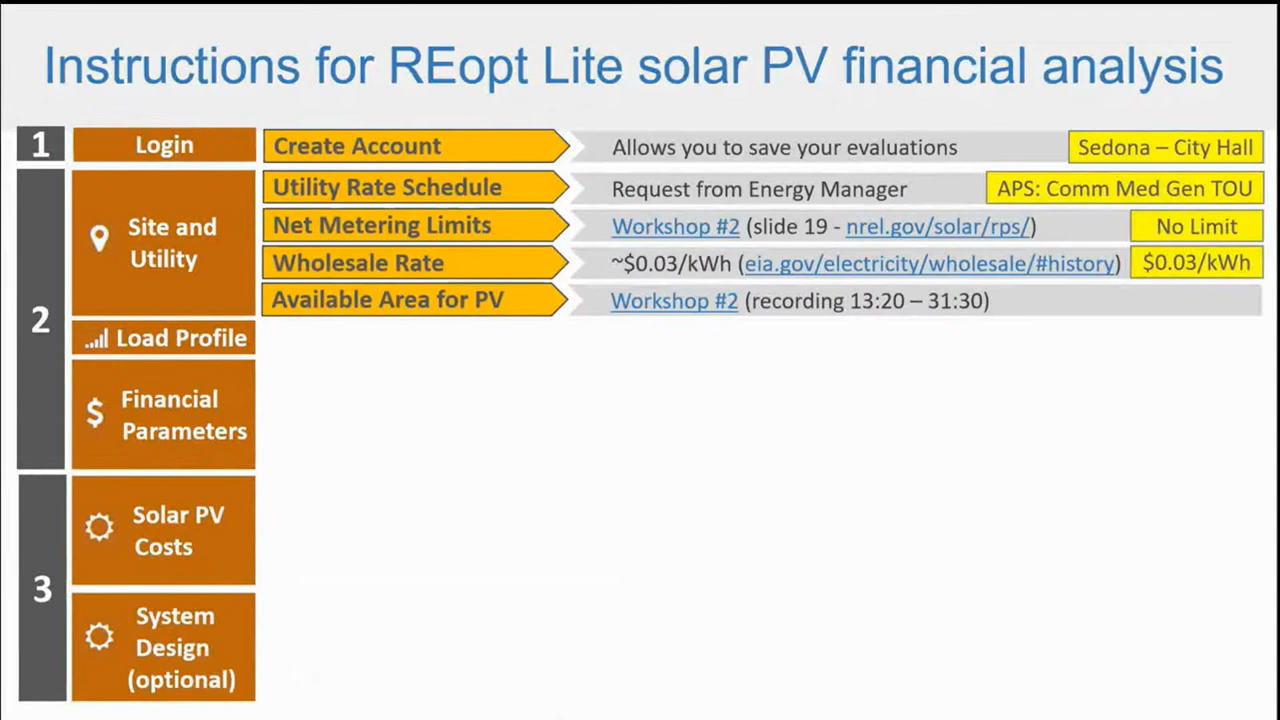 Instructions for REopt Lite solar PV financial analysis
1
Login
Create Account
Allows you to save your evaluations
Sedona – City Hall
2
Site and
Utility
Utility Rate Schedule
Request from Energy Manager
APS: Comm Med Gen TOU
Net Metering Limits
Workshop #2 (slide 19 - nrel.gov/solar/rps/)
No Limit
Wholesale Rate
~$0.03/kWh (eia.gov/electricity/wholesale/#history)
$0.03/kWh
Available Area for PV
Workshop #2 (recording 13:20 – 31:30)
Load Profile
$
Financial
Parameters
3
Solar PV
Costs
System
Design
(optional)